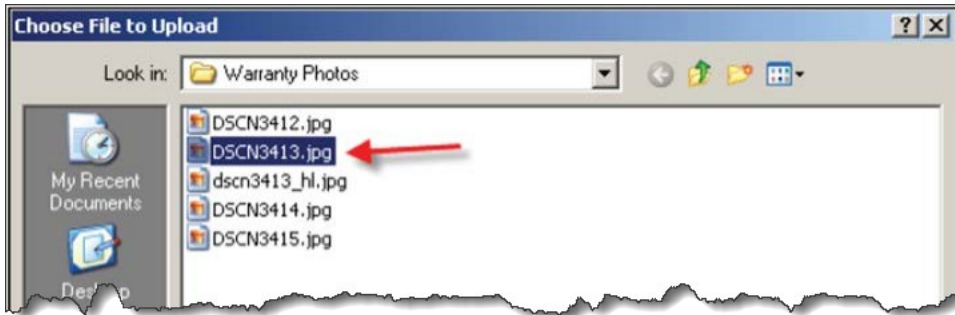 Choose File to Upload
Look in: Warranty Photos
My Recent
Documents
DSCN3412.jpg
DSCN3413.jpg
dscn3413_hl.jpg
DSCN3414.jpg
DSCN3415.jpg